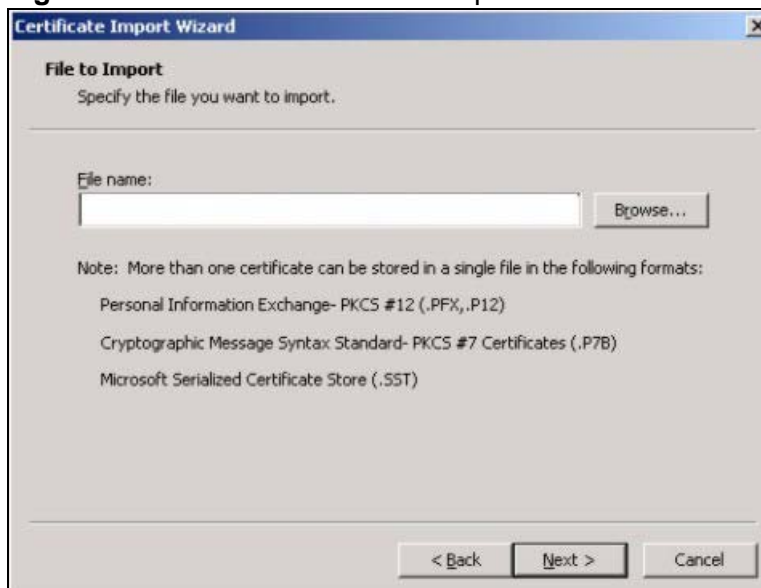 Certificate Import Wizard
File to Import
Specify the file you want to import.
File name:
Browse...
Note: More than one certificate can be stored in a single file in the following formats:
Personal Information Exchange- PKCS #12 (.PFX,.P12)
Cryptographic Message Syntax Standard- PKCS #7 Certificates (.P7B)
Microsoft Serialized Certificate Store (.SST)
< Back Next > Cancel